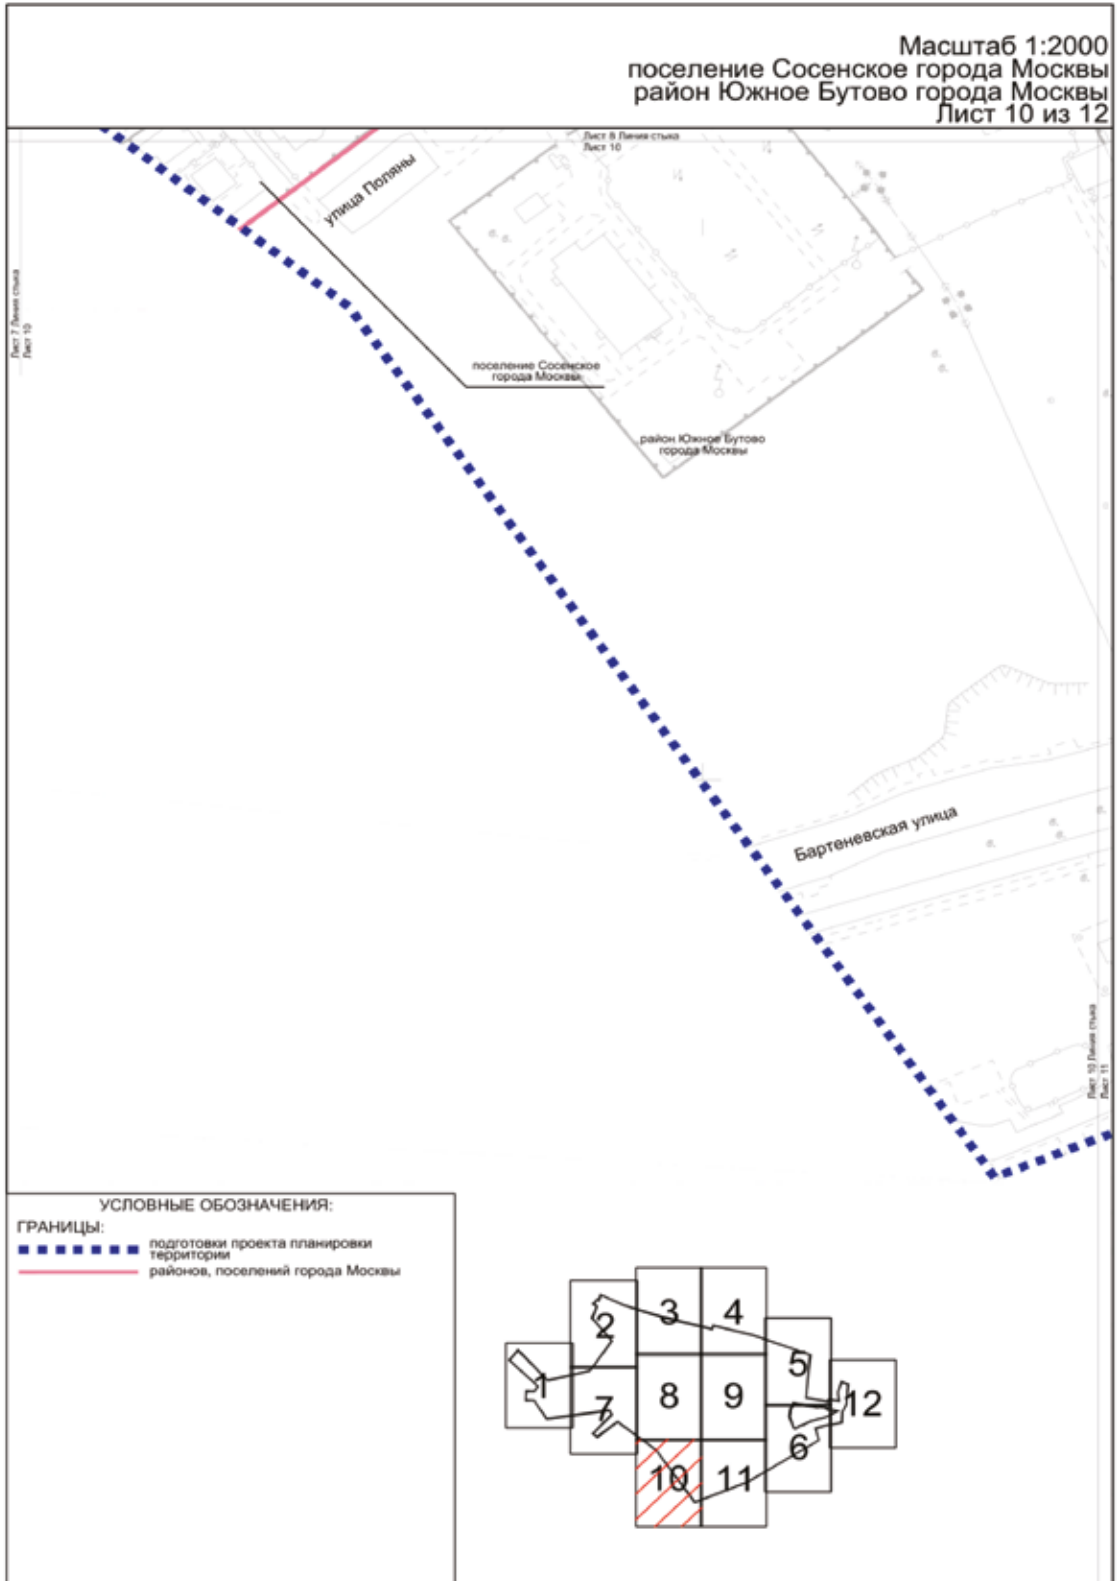 Масштаб 1:2000
поселение Сосенское города Москвы
район Южное Бутово города Москвы
Лист 10 из 12
Лист 8 Линия стыка
Лист 10
улица Поляны
Лист 7 Линия стыка
Лист 10
поселение Сосенское
города Москвы
район Южное Бутово
города Москвы
Бартеневская улица
Лист 10 Линия стыка
Лист 11
УСЛОВНЫЕ ОБОЗНАЧЕНИЯ:
ГРАНИЦЫ:
подготовки проекта планировки
территории
районов, поселений города Москвы
3
4
2
5
1
7
8
9
12
6
10
11